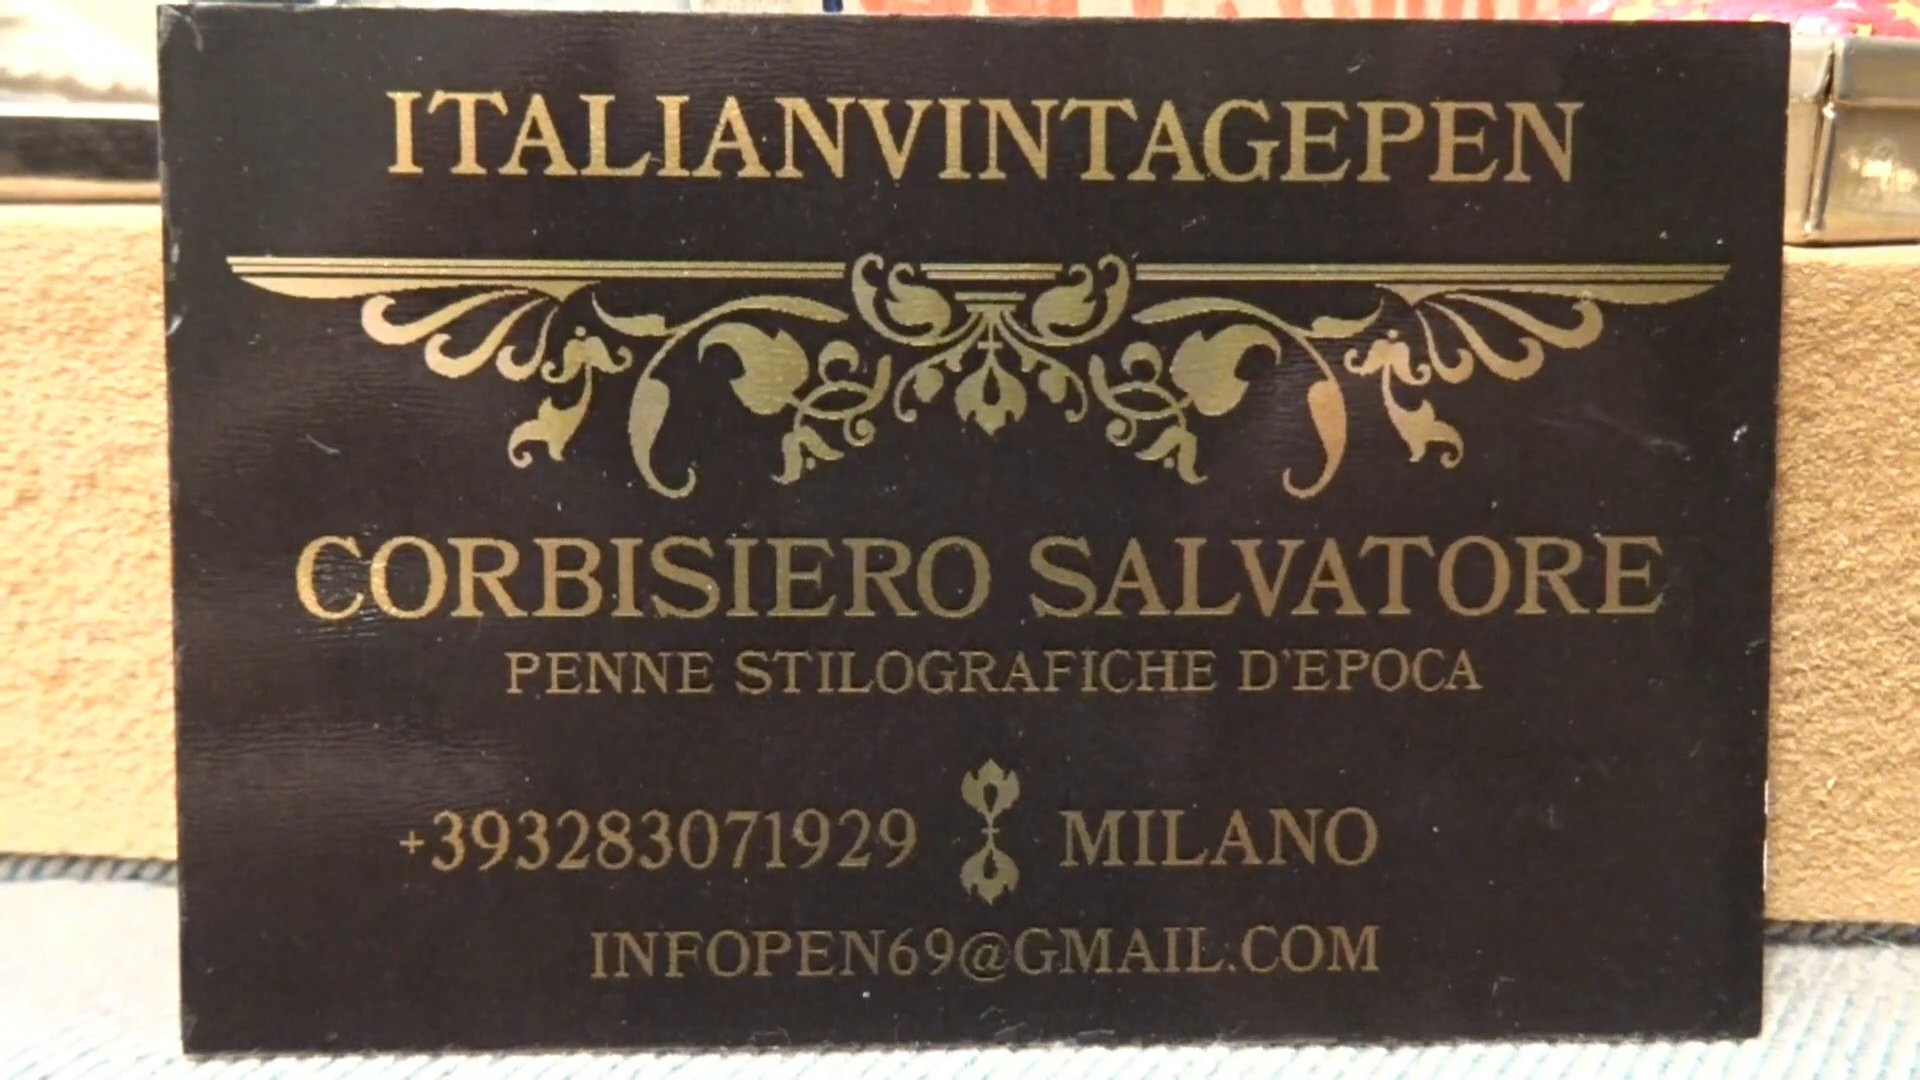 ITALIANVINTAGEPEN
CORBISIERO SALVATORE
PENNE STILOGRAFICHE D'EPOCA
+393283071929 MILANO
INFOPEN69@GMAIL.COM